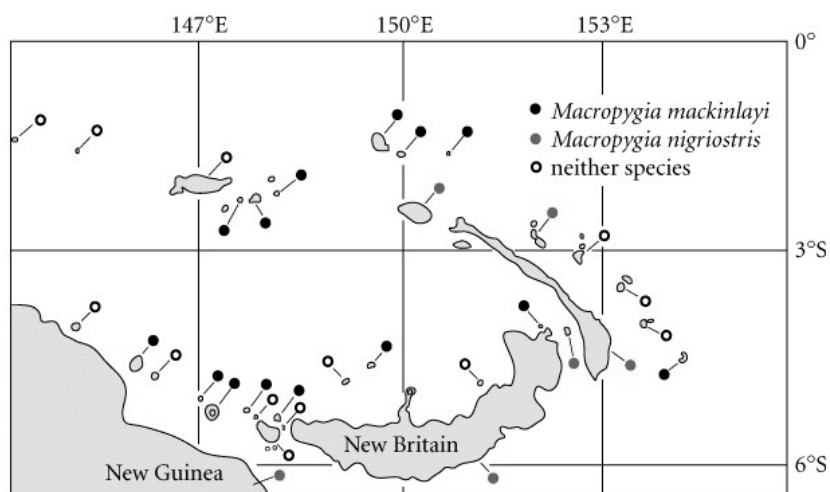 147°E 150°E 153°E
0°
Macropygia mackinlayi
Macropygia nigriostris
neither species
3°S
New Britain
New Guinea
6°S